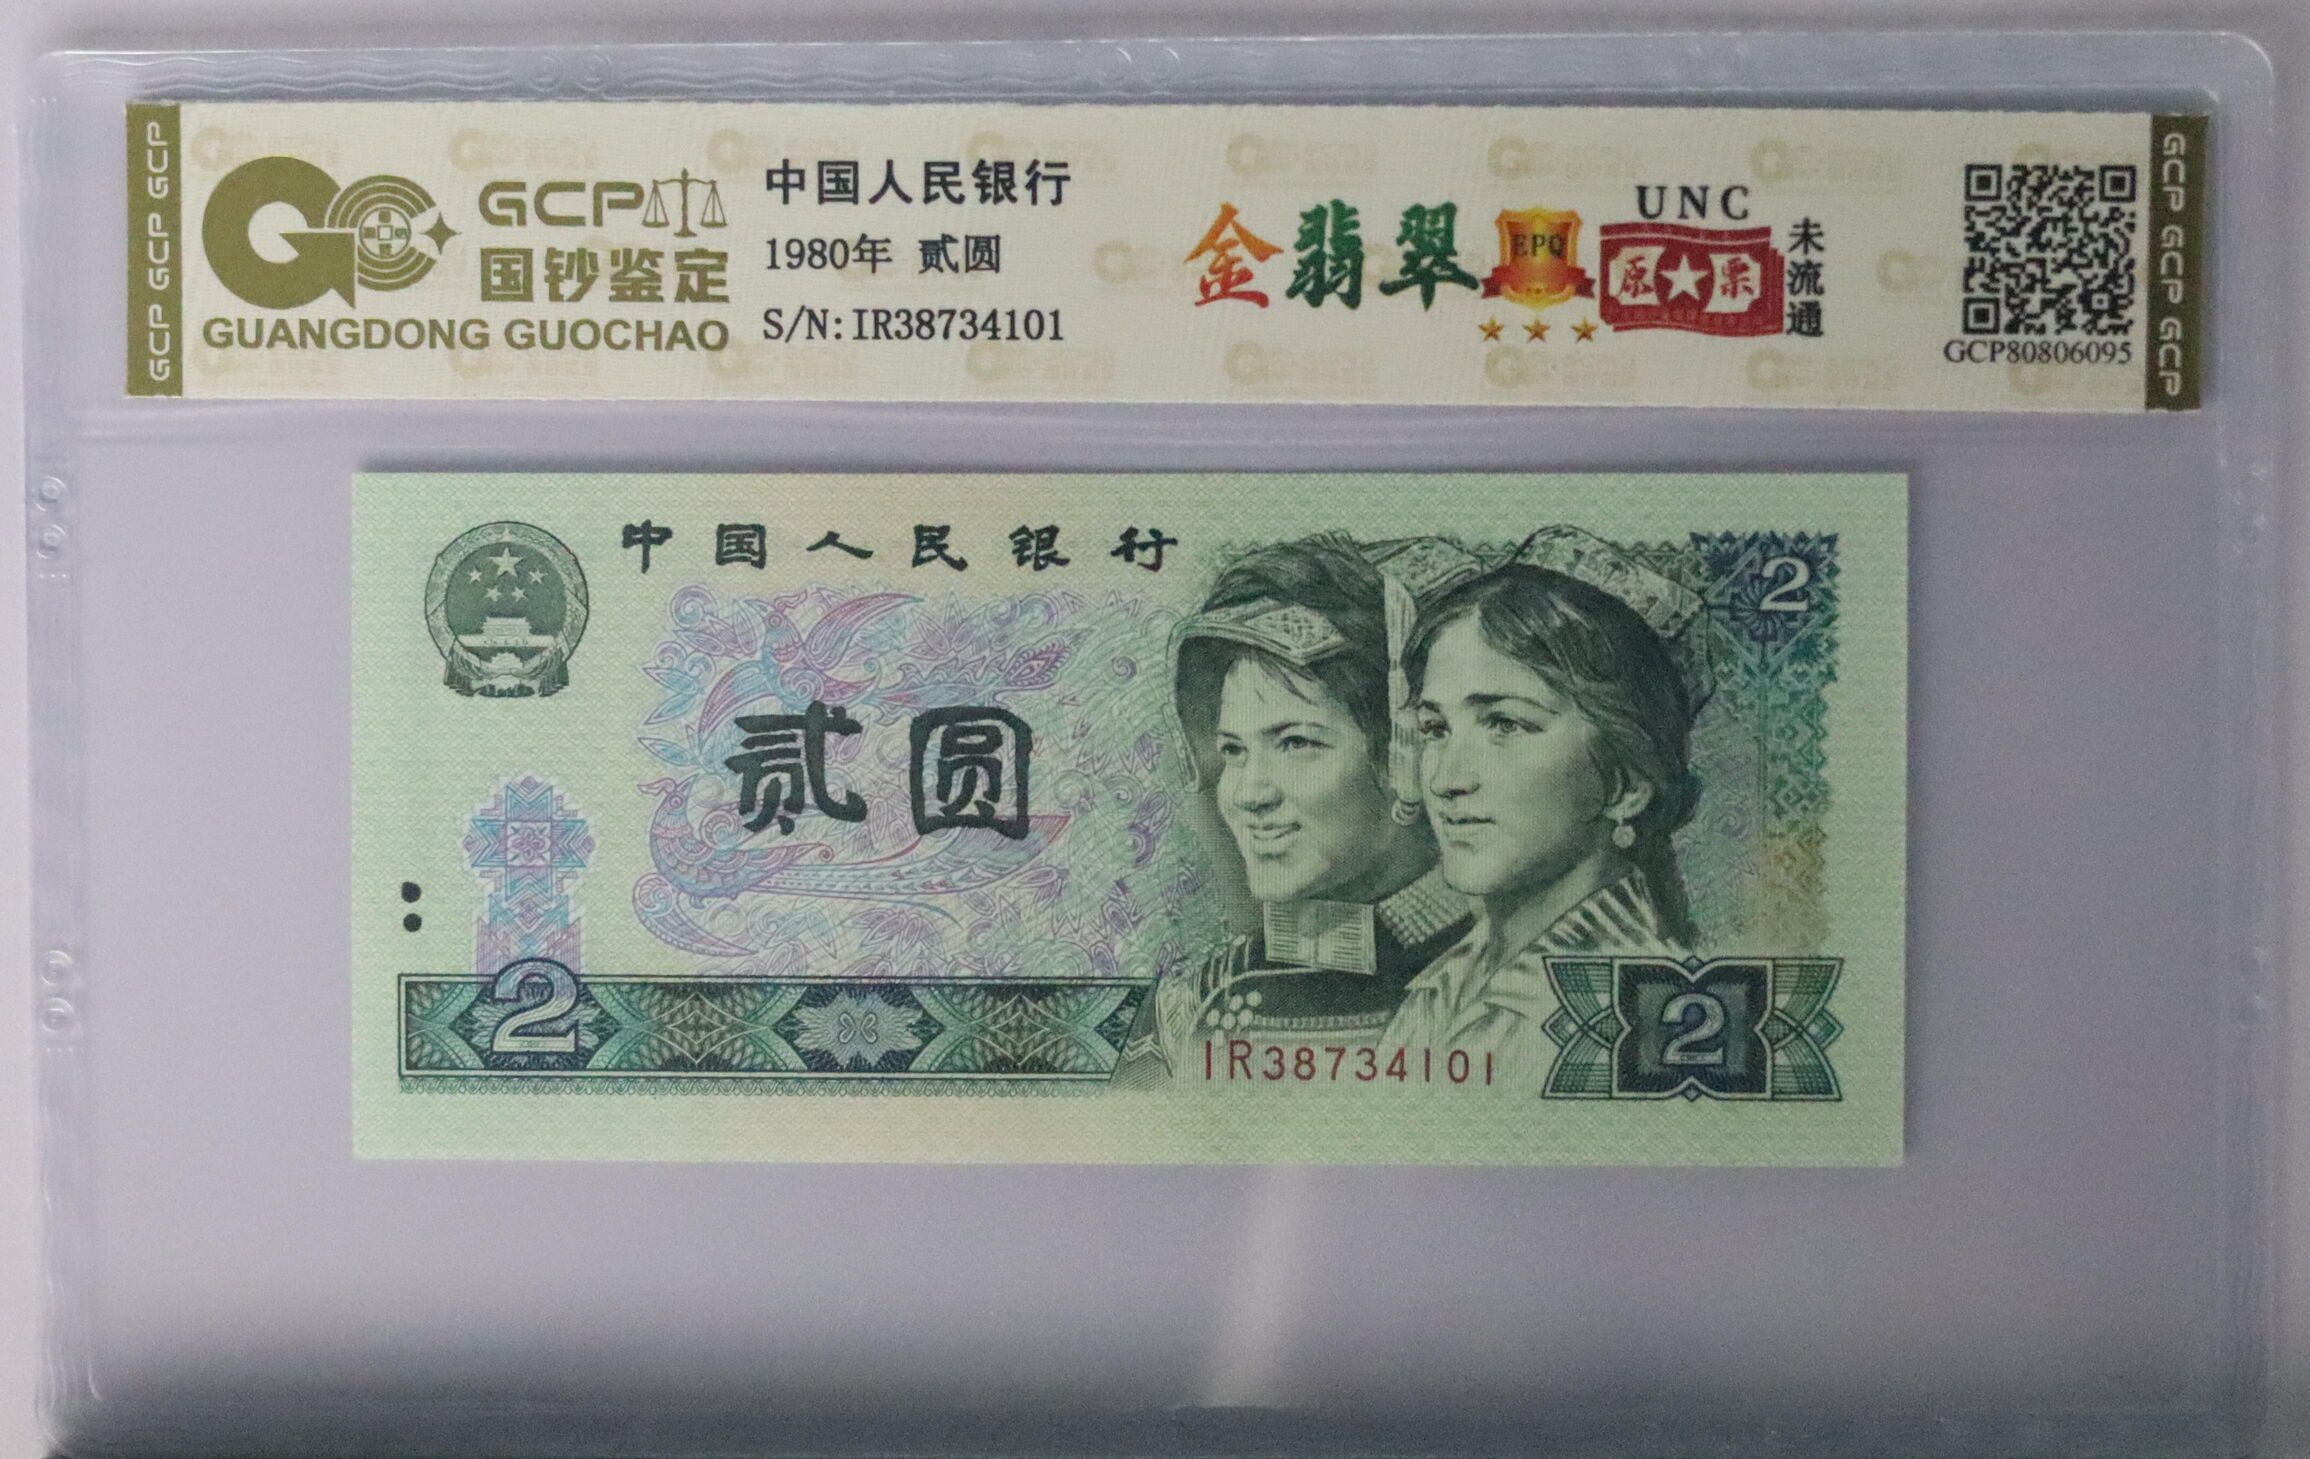 GCP GCP GCP
GCP
国钞鉴定
GUANGDONG GUOCHAO
中国人民银行
1980年 贰圆
S/N:IR38734101
金翡翠
EPQ
UNC
原★票
未流通
GCP80806095
GCP GCP GCP
中国人民银行
2
贰圆
2
IR38734101
2